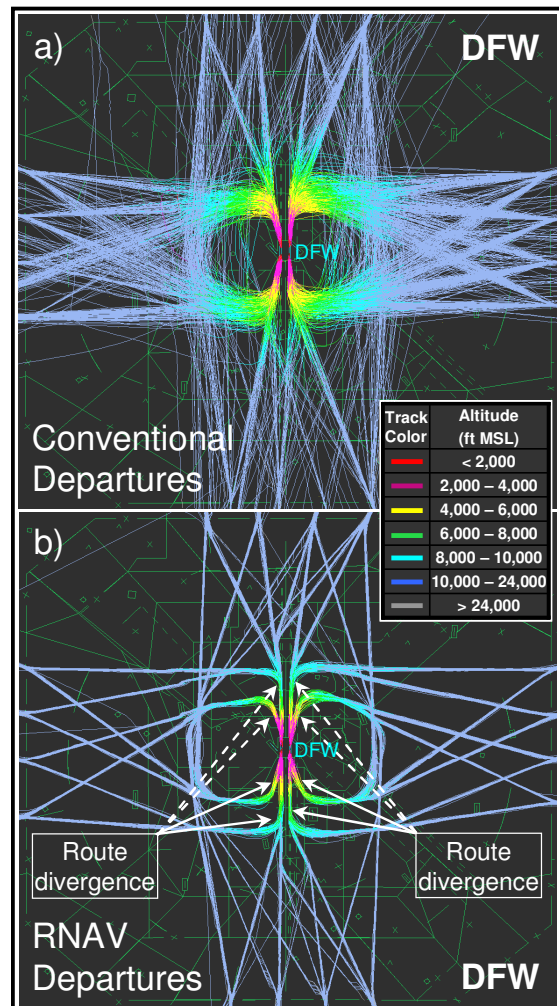 a)
DFW
DFW
Conventional
Departures
Track Color
Altitude (ft MSL)
< 2,000
2,000 – 4,000
4,000 – 6,000
6,000 – 8,000
8,000 – 10,000
10,000 – 24,000
> 24,000
b)
DFW
Route
divergence
Route
divergence
RNAV
Departures
DFW